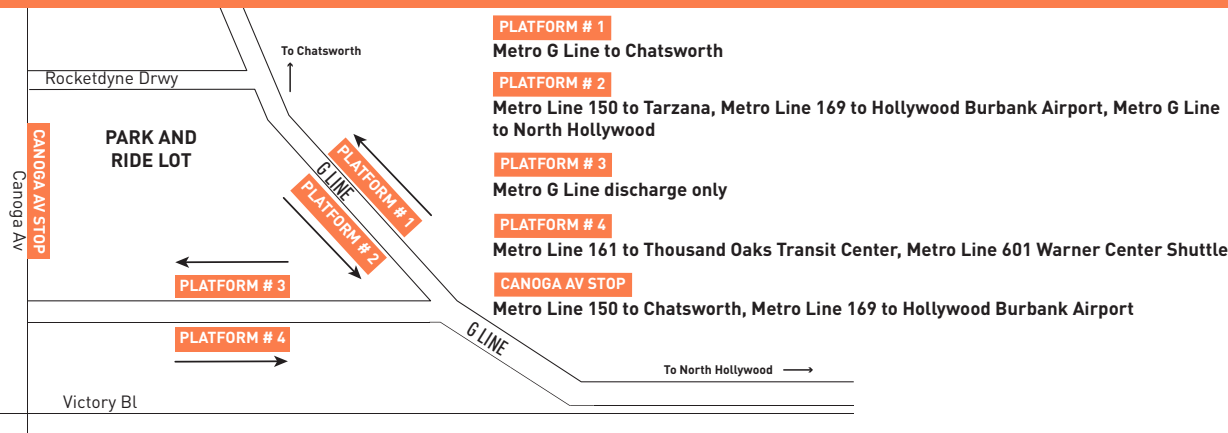 To Chatsworth
Rocketdyne Drwy
PARK AND
RIDE LOT
CANOGA AV STOP
Canoga Av
G LINE
PLATFORM # 1
PLATFORM # 2
PLATFORM # 3
PLATFORM # 4
G LINE
To North Hollywood
Victory Bl
PLATFORM # 1
Metro G Line to Chatsworth
PLATFORM # 2
Metro Line 150 to Tarzana, Metro Line 169 to Hollywood Burbank Airport, Metro G Line
to North Hollywood
PLATFORM # 3
Metro G Line discharge only
PLATFORM # 4
Metro Line 161 to Thousand Oaks Transit Center, Metro Line 601 Warner Center Shuttle
CANOGA AV STOP
Metro Line 150 to Chatsworth, Metro Line 169 to Hollywood Burbank Airport